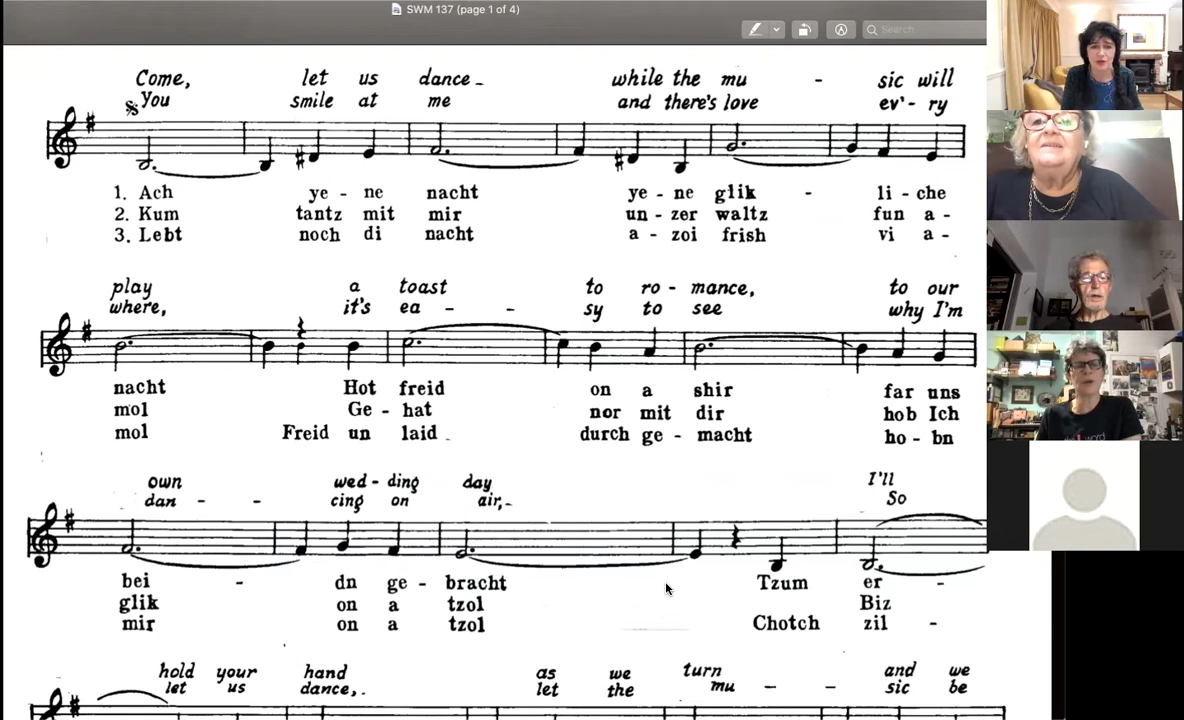 SWM 137 (page 1 of 4)
Search
Come, let us dance_ while the mu - sic will
You smile at me and there's love ev'- ry
1. Ach ye - ne nacht ye - ne glik - li - che
2. Kum tantz mit mir un - zer waltz fun a -
3. Lebt noch di nacht a - zoi frish vi a -
play a toast to ro - mance, to our
where, it's ea - - sy to see why I'm
nacht Hot freid on a shir far uns
mol Ge - hat nor mit dir hob Ich
mol Freid un laid durch ge - macht ho - bn
own wed - ding day I'll
dan - - cing on air,- So
bei - dn ge - bracht Tzum er -
glik on a tzol Biz
mir on a tzol Chotch zil -
hold your hand as we turn and we
let us dance,. let the mu - - sic be